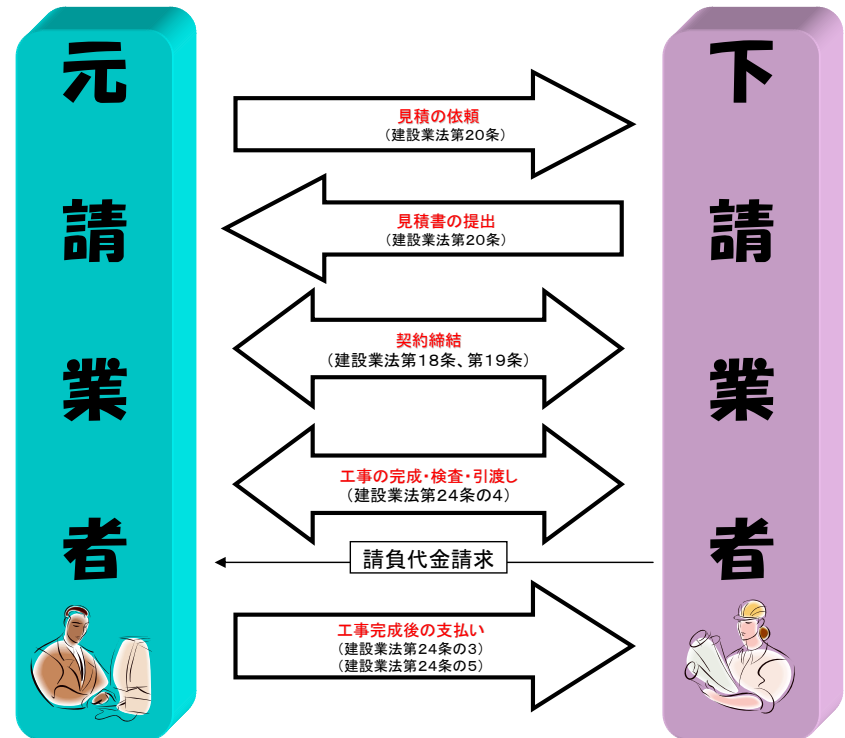 元請業者
見積の依頼
（建設業法第20条）
見積書の提出
（建設業法第20条）
契約締結
（建設業法第18条、第19条）
工事の完成・検査・引渡し
（建設業法第24条の4）
請負代金請求
工事完成後の支払い
（建設業法第24条の3）
（建設業法第24条の5）
下請業者